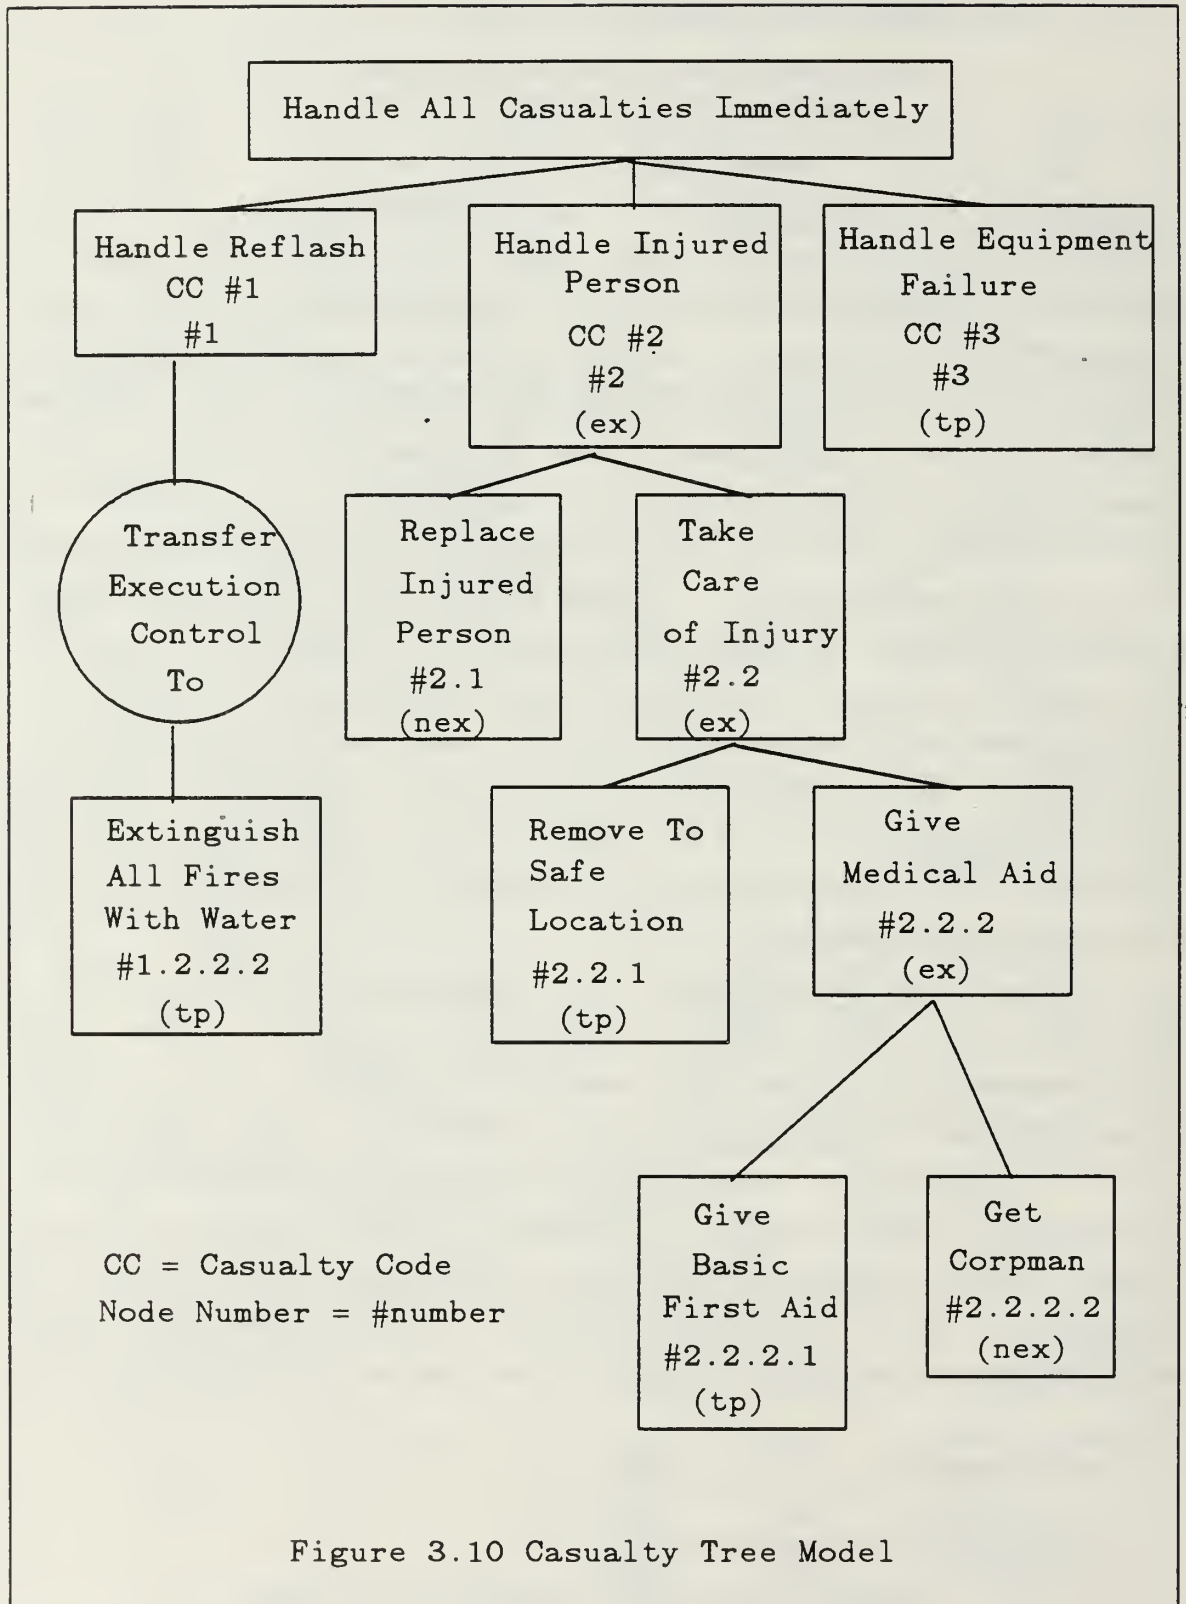 Handle All Casualties Immediately
Handle Reflash
CC #1
#1
Handle Injured
Person
CC #2
#2
(ex)
Handle Equipment
Failure
CC #3
#3
(tp)
Transfer
Execution
Control
To
Replace
Injured
Person
#2.1
(nex)
Take
Care
of Injury
#2.2
(ex)
Extinguish
All Fires
With Water
#1.2.2.2
(tp)
Remove To
Safe
Location
#2.2.1
(tp)
Give
Medical Aid
#2.2.2
(ex)
Give
Basic
First Aid
#2.2.2.1
(tp)
Get
Corpman
#2.2.2.2
(nex)
CC = Casualty Code
Node Number = #number
Figure 3.10 Casualty Tree Model